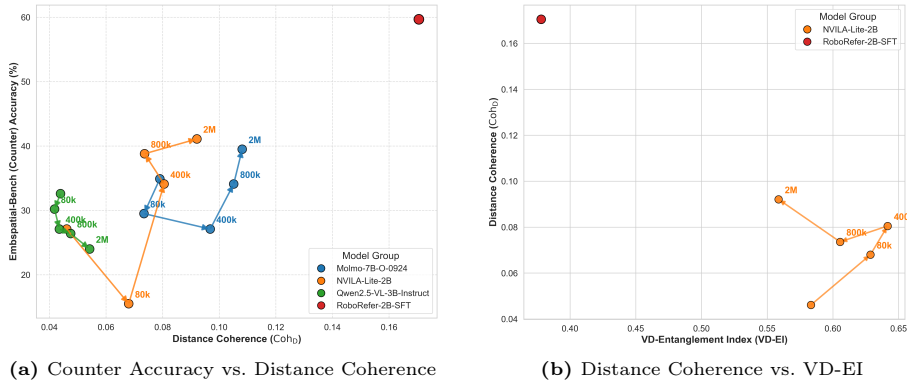 60
50
40
30
20
0.04
0.06
0.08
0.10
0.12
0.14
0.16
Embspatial-Bench (Counter) Accuracy (%)
Distance Coherence (CohD)
800k
2M
2M
80k
400k
800k
80k
400k
400k
800k
2M
80k
Model Group
Molmo-7B-O-0924
NVILA-Lite-2B
Qwen2.5-VL-3B-Instruct
RoboRefer-2B-SFT
(a) Counter Accuracy vs. Distance Coherence
0.16
0.14
0.12
0.10
0.08
0.06
0.04
0.40
0.45
0.50
0.55
0.60
0.65
Distance Coherence (CohD)
VD-Entanglement Index (VD-EI)
Model Group
NVILA-Lite-2B
RoboRefer-2B-SFT
2M
800k
80k
(b) Distance Coherence vs. VD-EI